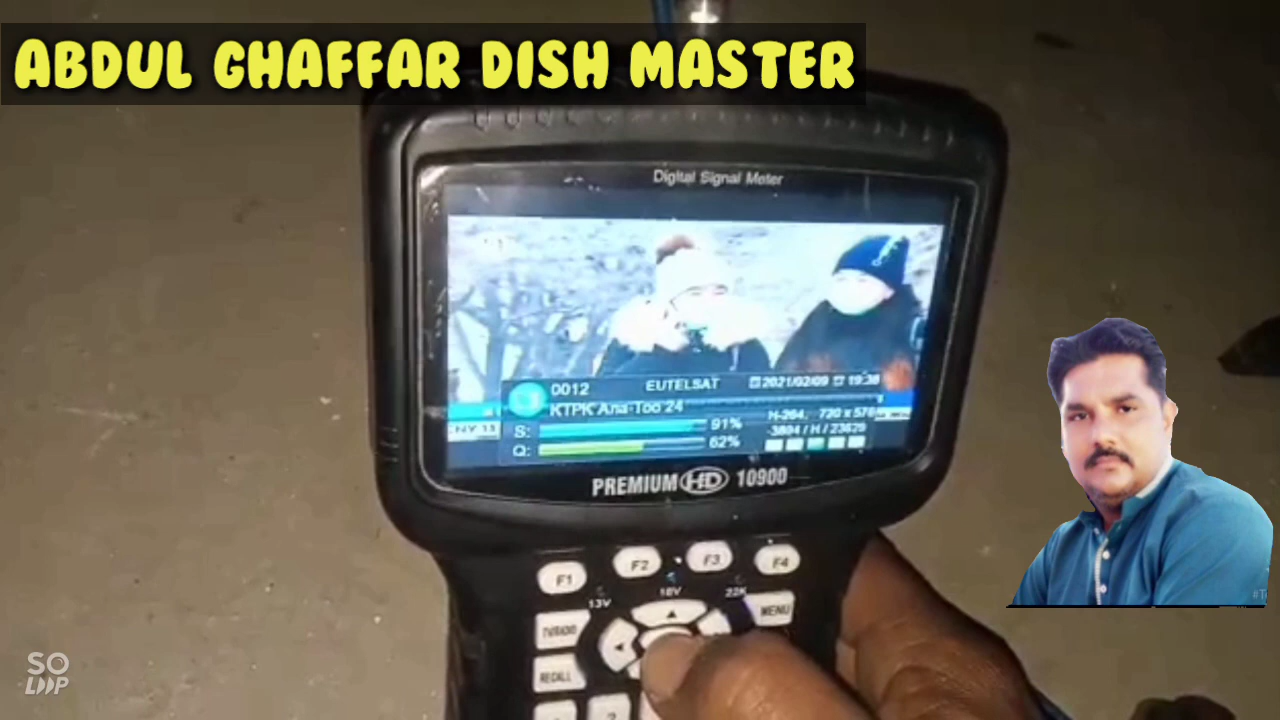 ABDUL GHAFFAR DISH MASTER
Digital Signal Meter
0012 EUTELSAT 2021/02/09 19:38
КТРК Ала-Тоо 24
H-264, 720 x 576
S: 91%
3804 / H / 23629
Q: 62%
PREMIUM HD 10900
F1 F2 F3 F4
13V 18V 22K
TV/RADIO MENU
RECALL
SO
LOOP